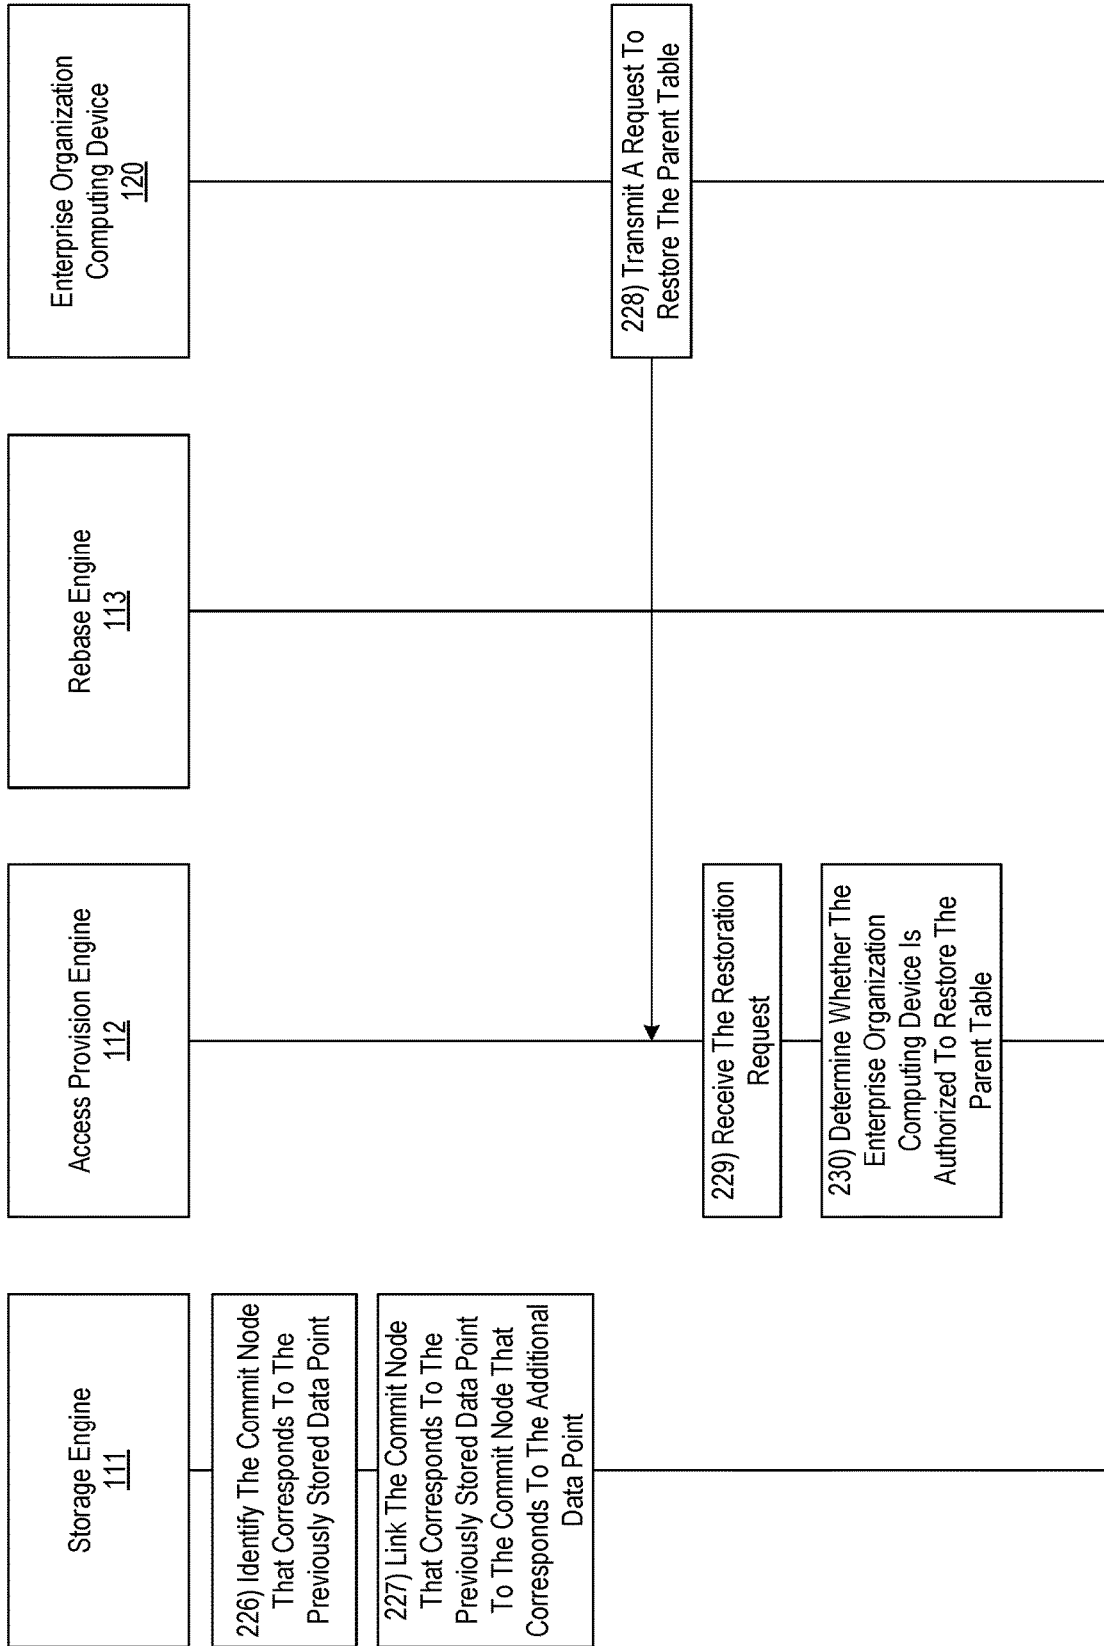 Storage Engine
111
Access Provision Engine
112
Rebase Engine
113
Enterprise Organization
Computing Device
120
226) Identify The Commit Node
That Corresponds To The
Previously Stored Data Point
227) Link The Commit Node
That Corresponds To The
Previously Stored Data Point
To The Commit Node That
Corresponds To The Additional
Data Point
228) Transmit A Request To
Restore The Parent Table
229) Receive The Restoration
Request
230) Determine Whether The
Enterprise Organization
Computing Device Is
Authorized To Restore The
Parent Table